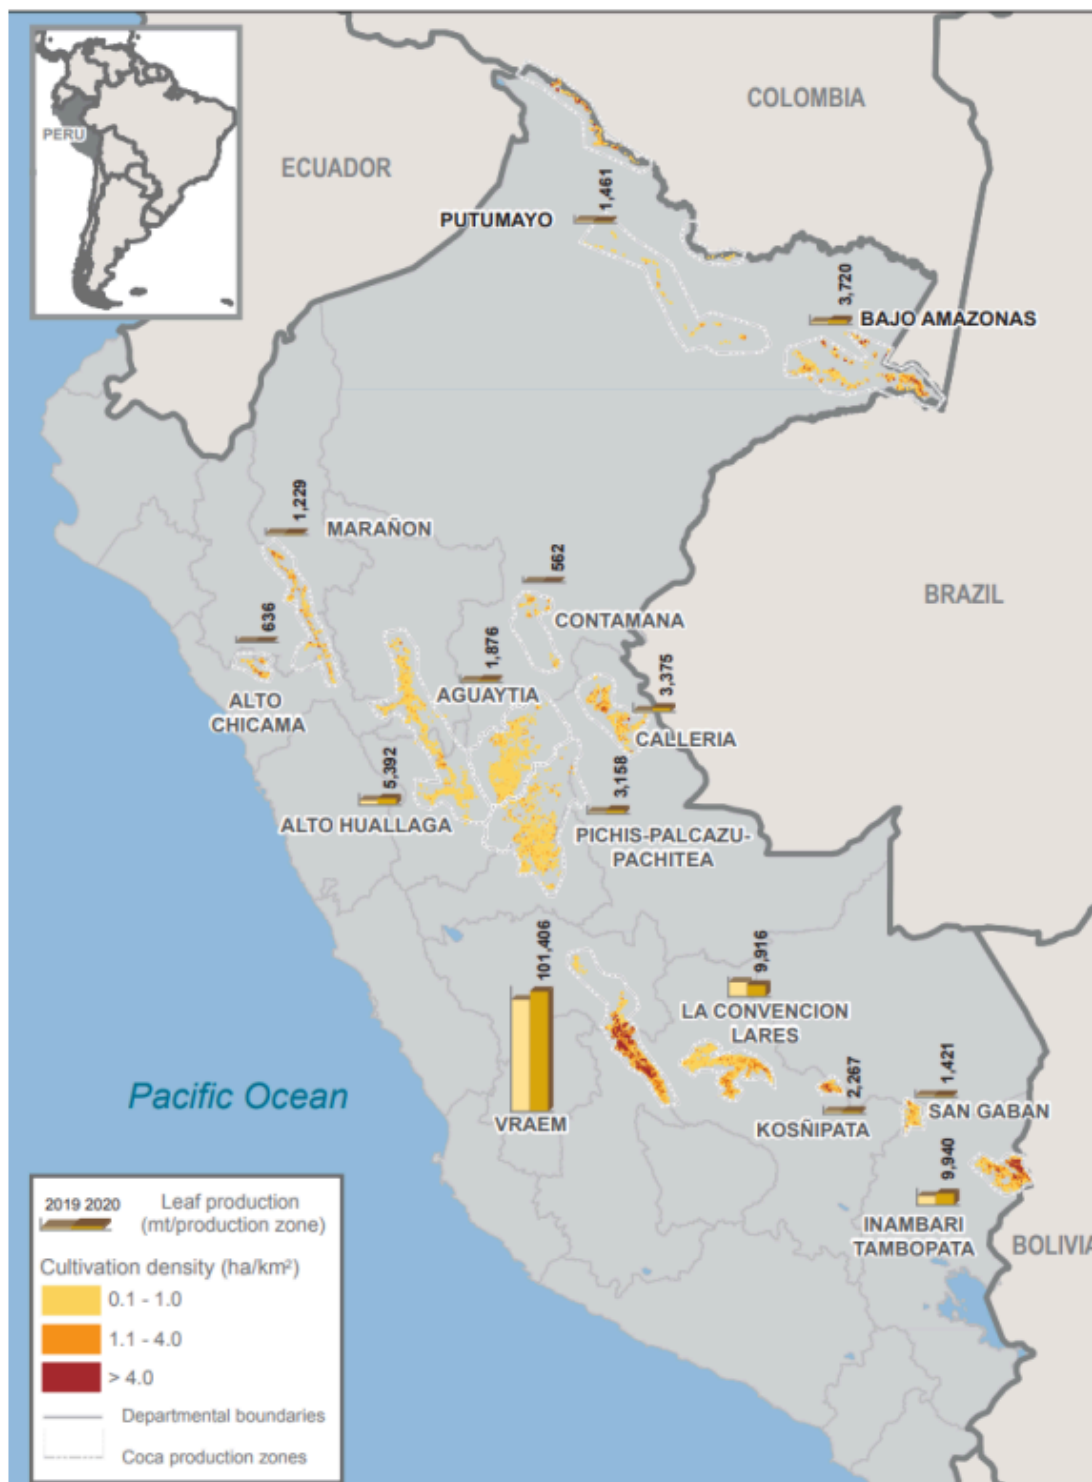 PERU
COLOMBIA
ECUADOR
1,461
PUTUMAYO
3,720
BAJO AMAZONAS
1,229
MARAÑON
562
CONTAMANA
BRAZIL
636
ALTO
CHICAMA
1,876
AGUAYTIA
3,375
CALLERIA
5,392
ALTO HUALLAGA
3,158
PICHIS-PALCAZU-
PACHITEA
101,406
VRAEM
9,916
LA CONVENCION
LARES
2,267
KOSÑIPATA
1,421
SAN GABAN
9,940
INAMBARI
TAMBOPATA
BOLIVIA
Pacific Ocean
2019 2020
Leaf production
(mt/production zone)
Cultivation density (ha/km²)
0.1 - 1.0
1.1 - 4.0
> 4.0
Departmental boundaries
Coca production zones